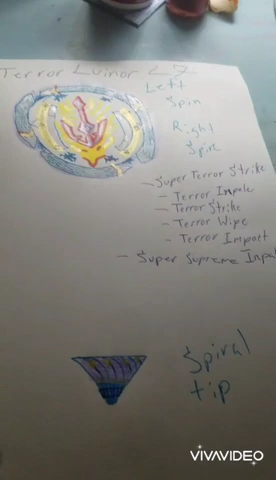 Terror Luinor L7
Left
Spin
Right
Spin
- Super Terror Strike
- Terror Impale
- Terror Strike
- Terror Wipe
- Terror Impact
- Super Supreme Inpal
Spiral
tip
VIVAVIDEO